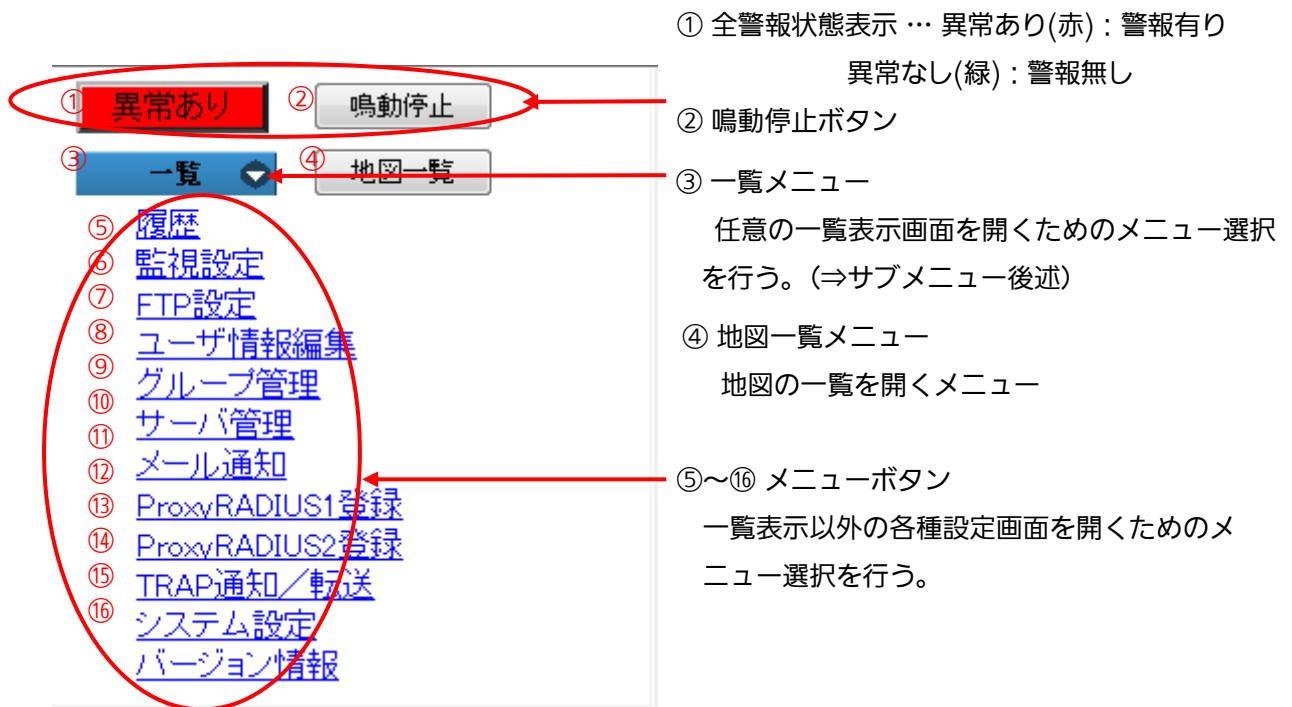 ① 全警報状態表示 … 異常あり(赤)：警報有り
異常なし(緑)：警報無し
① 異常あり ② 鳴動停止
② 鳴動停止ボタン
③ 一覧 ④ 地図一覧
③ 一覧メニュー
任意の一覧表示画面を開くためのメニュー選択
を行う。（⇒サブメニュー後述）
④ 地図一覧メニュー
地図の一覧を開くメニュー
⑤ 履歴
⑥ 監視設定
⑦ FTP設定
⑧ ユーザ情報編集
⑨ グループ管理
⑩ サーバ管理
⑪ メール通知
⑫ ProxyRADIUS1登録
⑬ ProxyRADIUS2登録
⑭ TRAP通知／転送
⑮ システム設定
⑯ バージョン情報
⑤～⑯ メニューボタン
一覧表示以外の各種設定画面を開くためのメ
ニュー選択を行う。